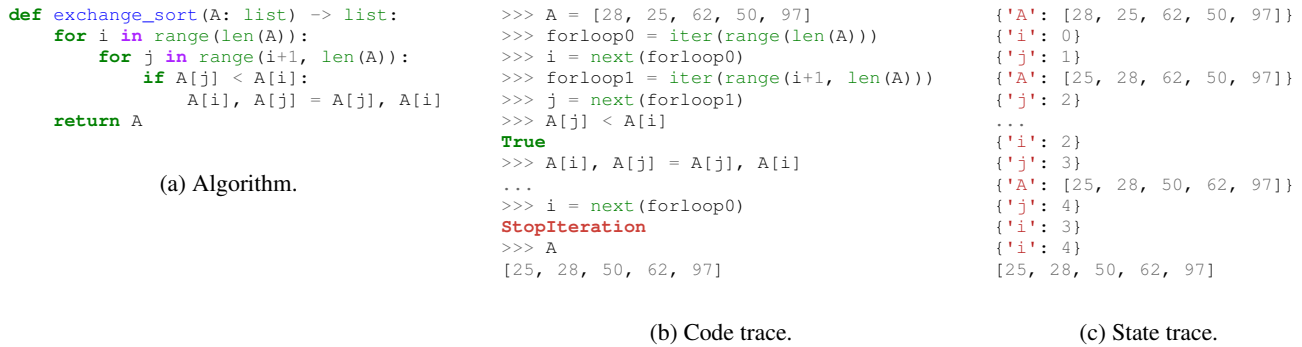 def exchange_sort(A: list) -> list:
    for i in range(len(A)):
        for j in range(i+1, len(A)):
            if A[j] < A[i]:
                A[i], A[j] = A[j], A[i]
    return A
(a) Algorithm.
>>> A = [28, 25, 62, 50, 97]
>>> forloop0 = iter(range(len(A)))
>>> i = next(forloop0)
>>> forloop1 = iter(range(i+1, len(A)))
>>> j = next(forloop1)
>>> A[j] < A[i]
True
>>> A[i], A[j] = A[j], A[i]
...
>>> i = next(forloop0)
StopIteration
>>> A
[25, 28, 50, 62, 97]
(b) Code trace.
{'A': [28, 25, 62, 50, 97]}
{'i': 0}
{'j': 1}
{'A': [25, 28, 62, 50, 97]}
{'j': 2}
...
{'i': 2}
{'j': 3}
{'A': [25, 28, 50, 62, 97]}
{'j': 4}
{'i': 3}
{'i': 4}
[25, 28, 50, 62, 97]
(c) State trace.